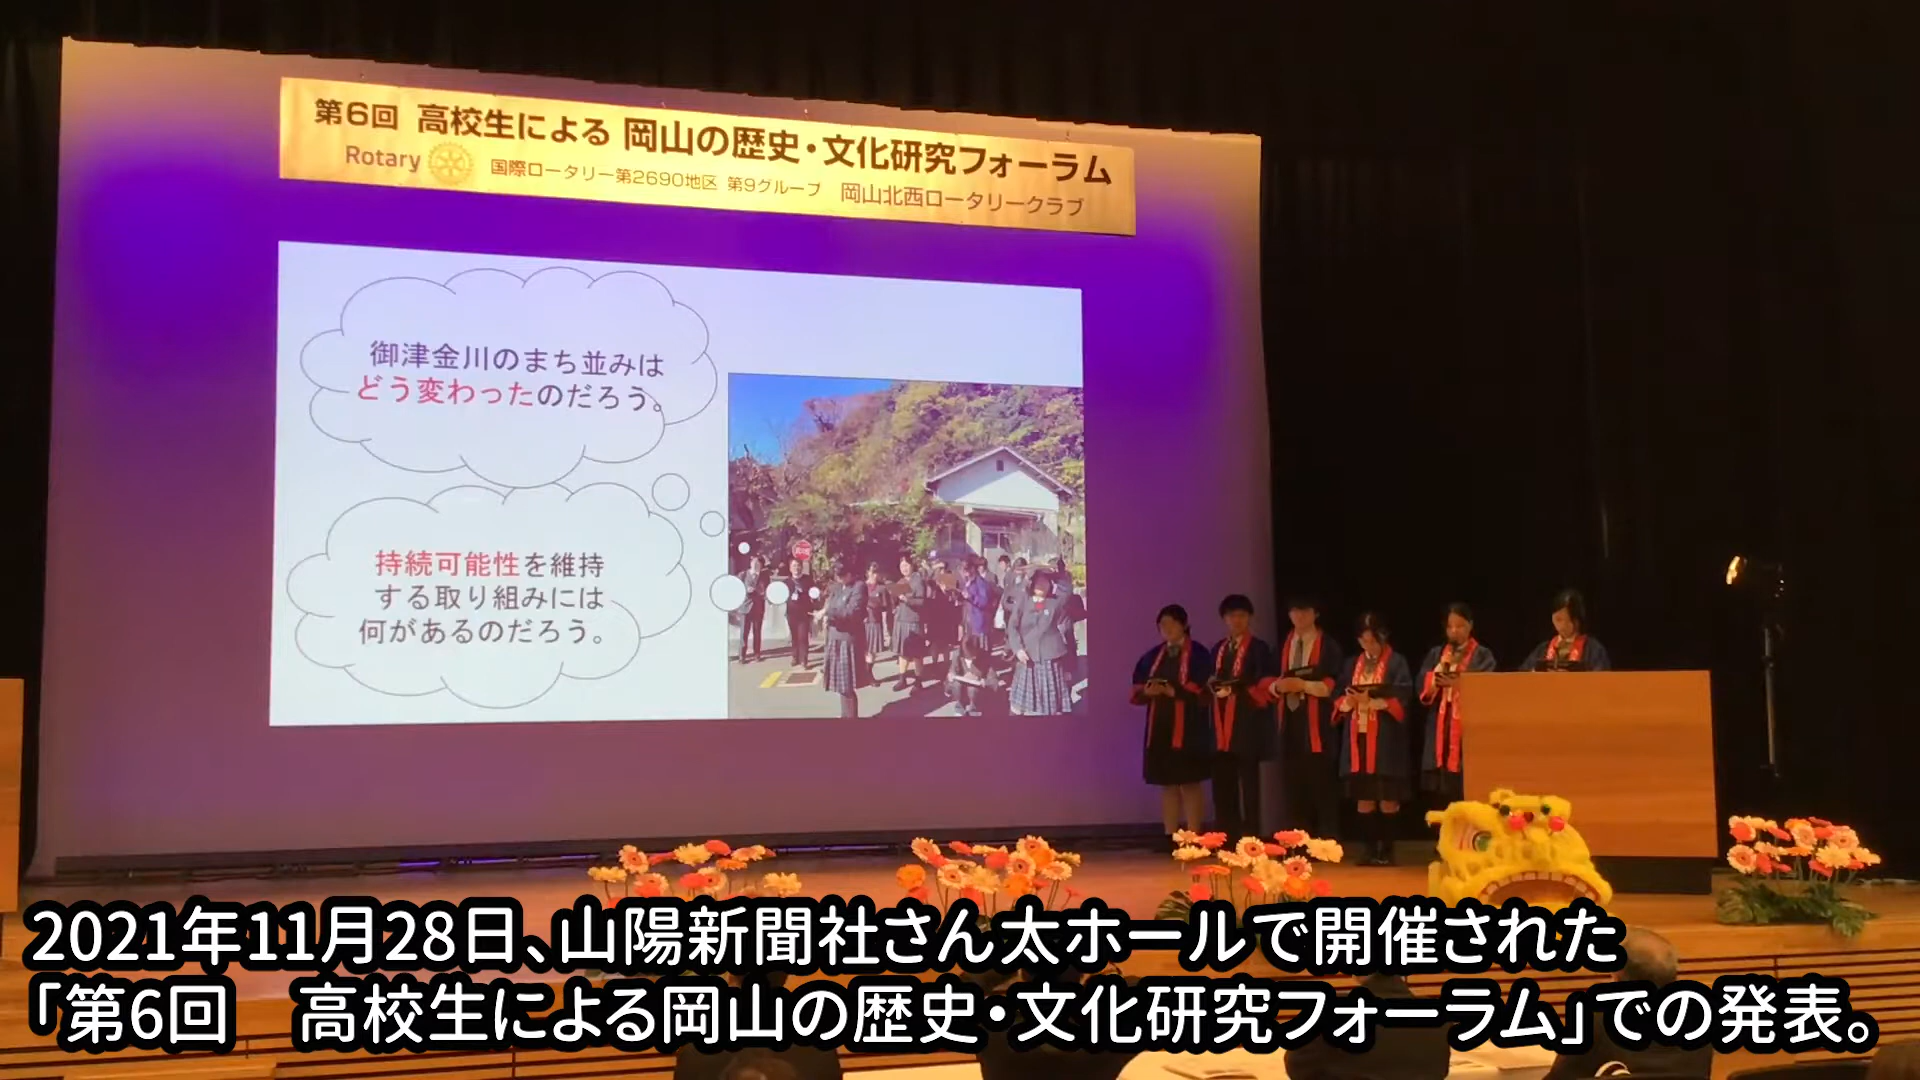 第6回 高校生による 岡山の歴史・文化研究フォーラム
Rotary 国際ロータリー第2690地区 第9グループ 岡山北西ロータリークラブ
御津金川のまち並みは
どう変わったのだろう。
持続可能性を維持
する取り組みには
何があるのだろう。
2021年11月28日、山陽新聞社さん太ホールで開催された
「第6回　高校生による岡山の歴史・文化研究フォーラム」での発表。